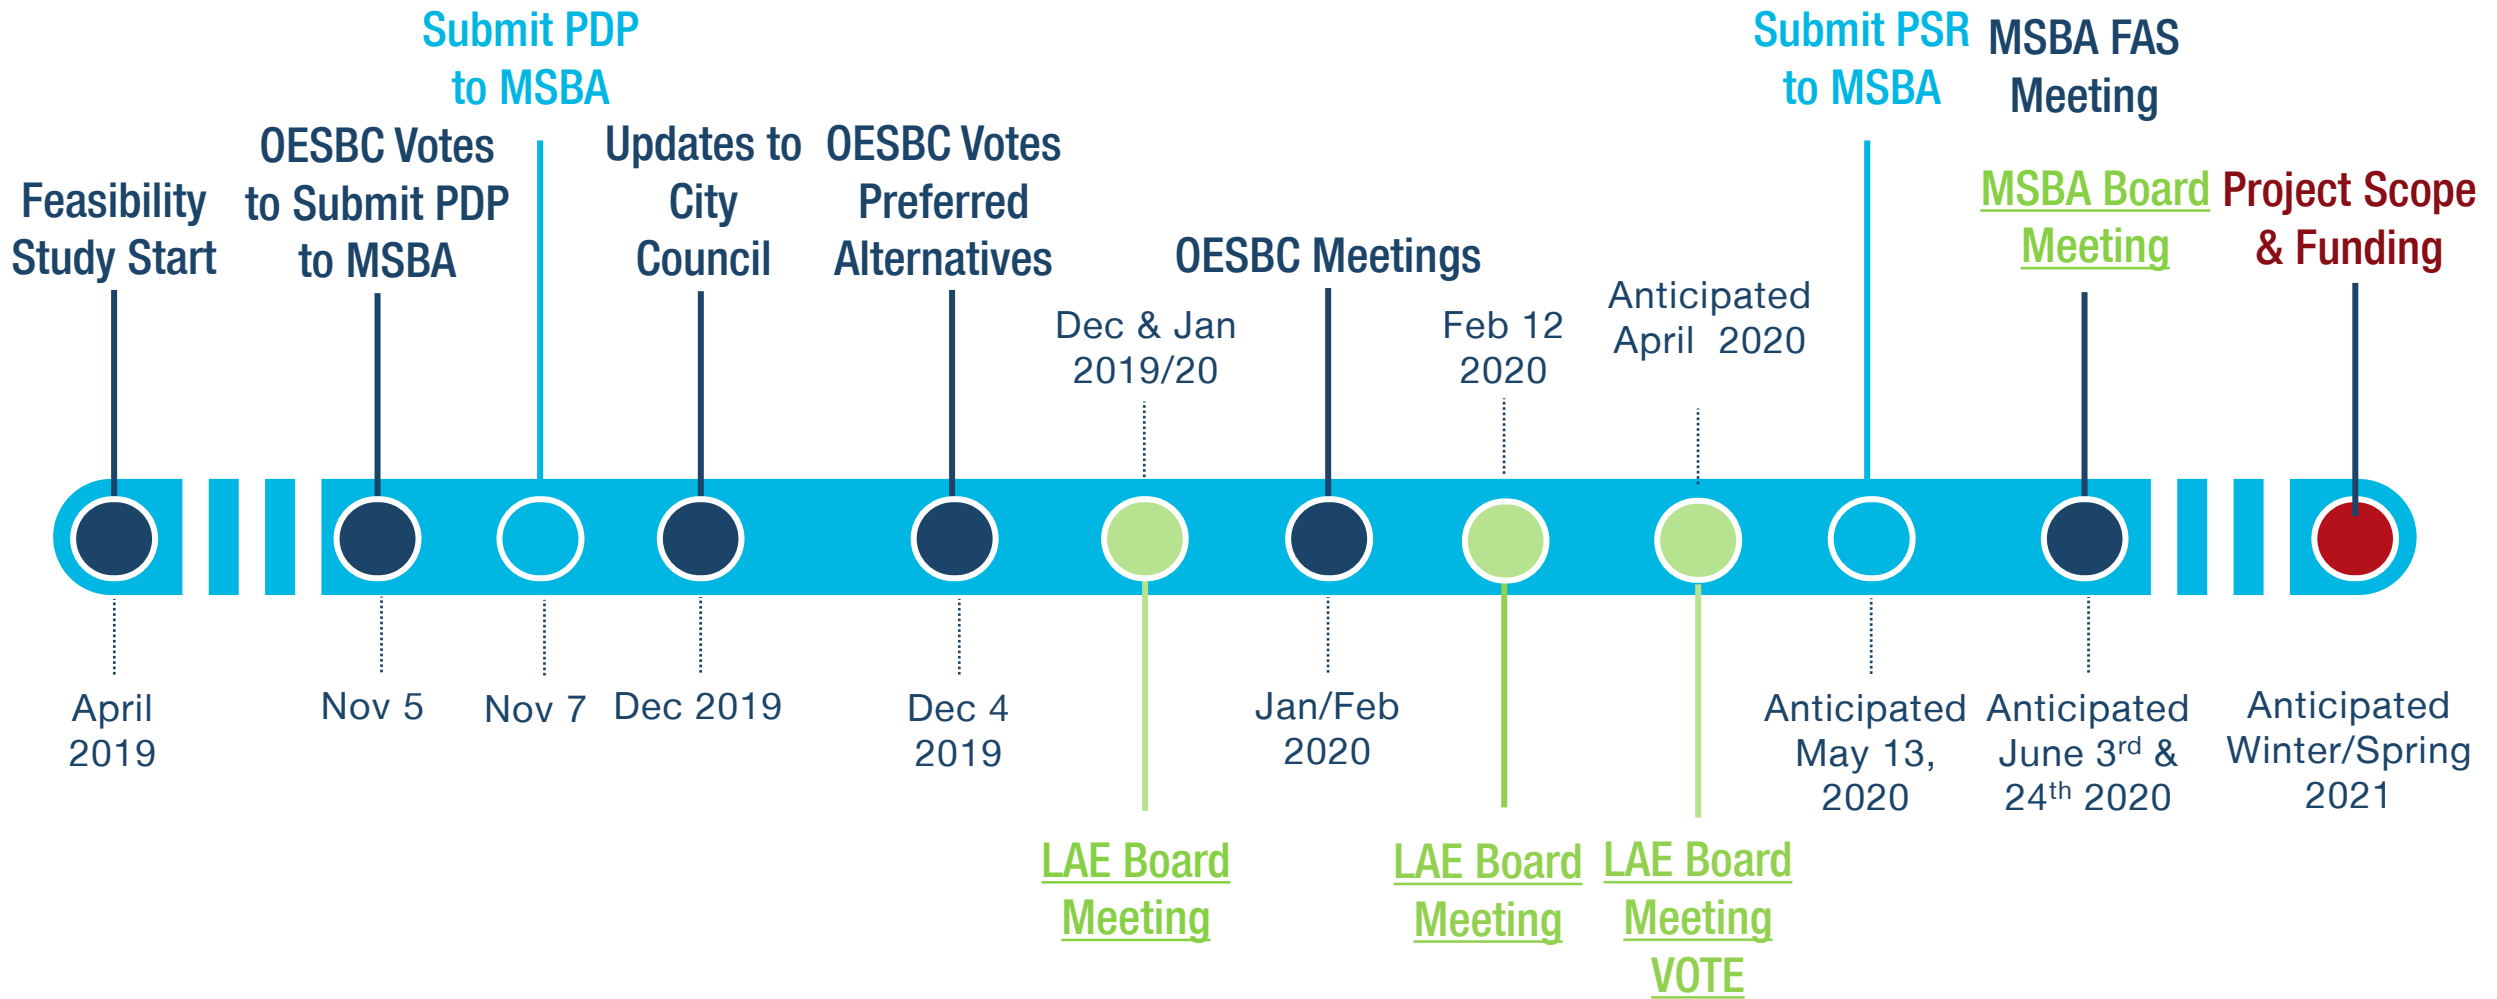 Feasibility
Study Start
April
2019
OESBC Votes
to Submit PDP
to MSBA
Nov 5
Submit PDP
to MSBA
Nov 7
Updates to
City
Council
Dec 2019
OESBC Votes
Preferred
Alternatives
Dec 4
2019
Dec & Jan
2019/20
LAE Board
Meeting
OESBC Meetings
Jan/Feb
2020
Feb 12
2020
LAE Board
Meeting
Anticipated
April 2020
LAE Board
Meeting
VOTE
Submit PSR
to MSBA
Anticipated
May 13,
2020
MSBA FAS
Meeting
MSBA Board
Meeting
Anticipated
June 3rd &
24th 2020
Project Scope
& Funding
Anticipated
Winter/Spring
2021